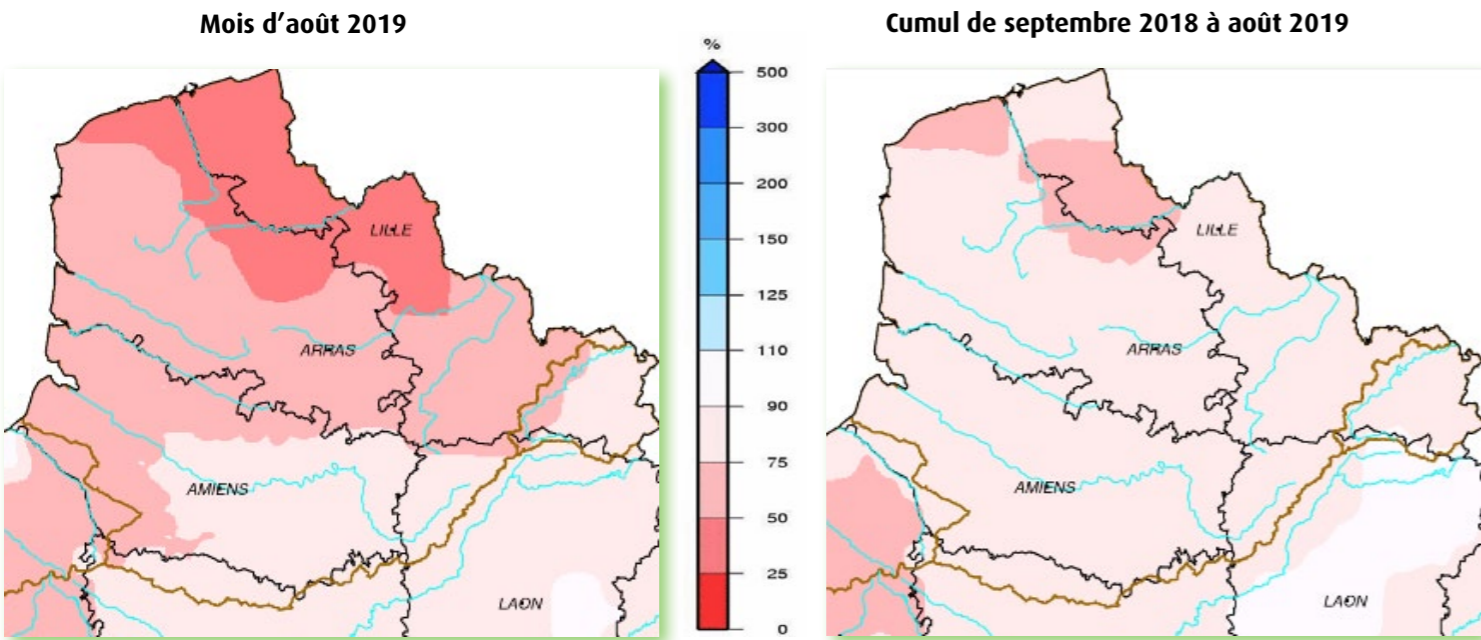 Mois d’août 2019
Cumul de septembre 2018 à août 2019
LILLE
ARRAS
AMIENS
LAON
%
500
300
200
150
125
110
90
75
50
25
0
LILLE
ARRAS
AMIENS
LAON